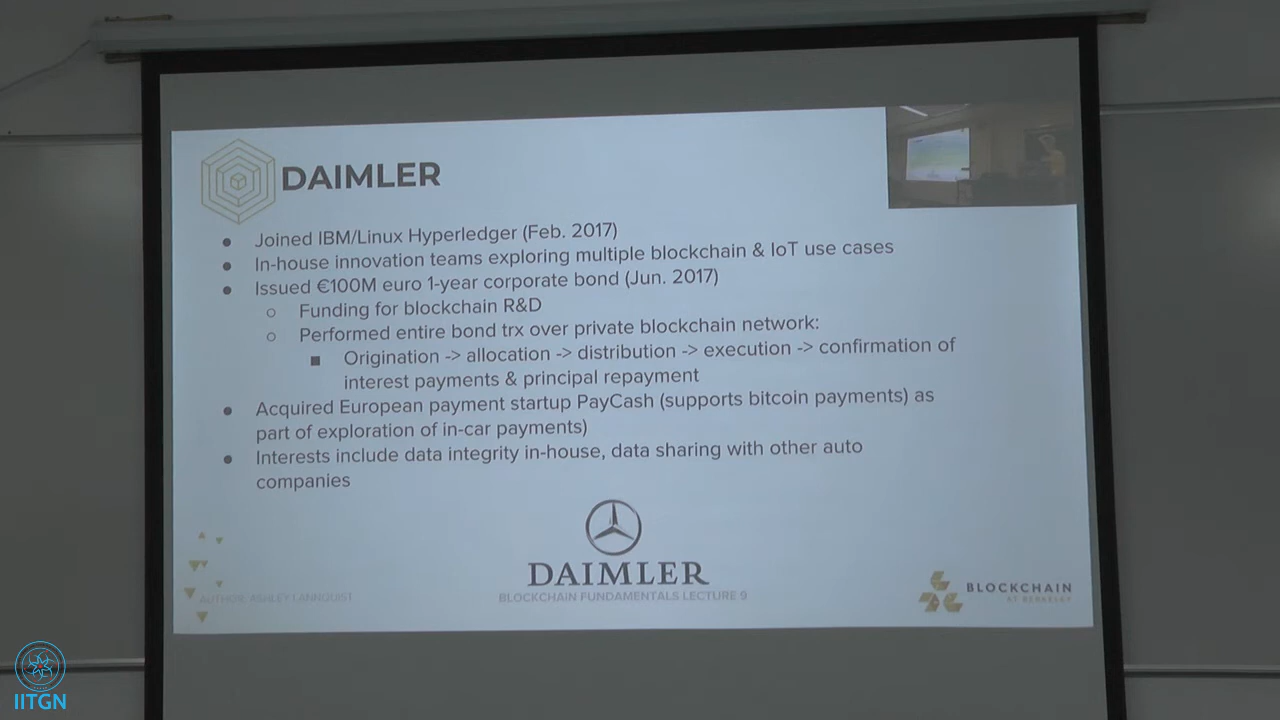 DAIMLER
● Joined IBM/Linux Hyperledger (Feb. 2017)
● In-house innovation teams exploring multiple blockchain & IoT use cases
● Issued €100M euro 1-year corporate bond (Jun. 2017)
○ Funding for blockchain R&D
○ Performed entire bond trx over private blockchain network:
■ Origination -> allocation -> distribution -> execution -> confirmation of
interest payments & principal repayment
● Acquired European payment startup PayCash (supports bitcoin payments) as
part of exploration of in-car payments)
● Interests include data integrity in-house, data sharing with other auto
companies
DAIMLER
AUTHOR: ASHLEY LANNQUIST
BLOCKCHAIN FUNDAMENTALS LECTURE 9
BLOCKCHAIN
AT BERKELEY
IITGN